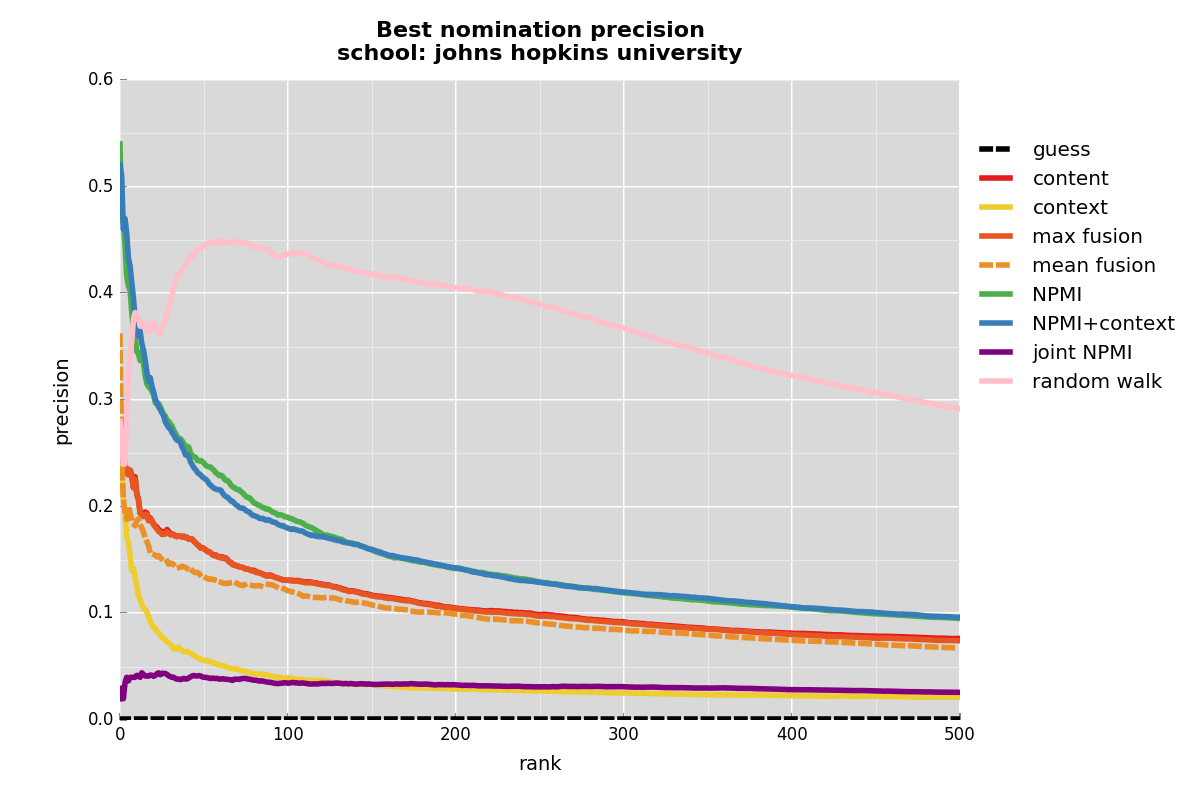 Best nomination precision
school: johns hopkins university
0.6
0.5
0.4
0.3
0.2
0.1
0.0
precision
0 100 200 300 400 500
rank
guess
content
context
max fusion
mean fusion
NPMI
NPMI+context
joint NPMI
random walk